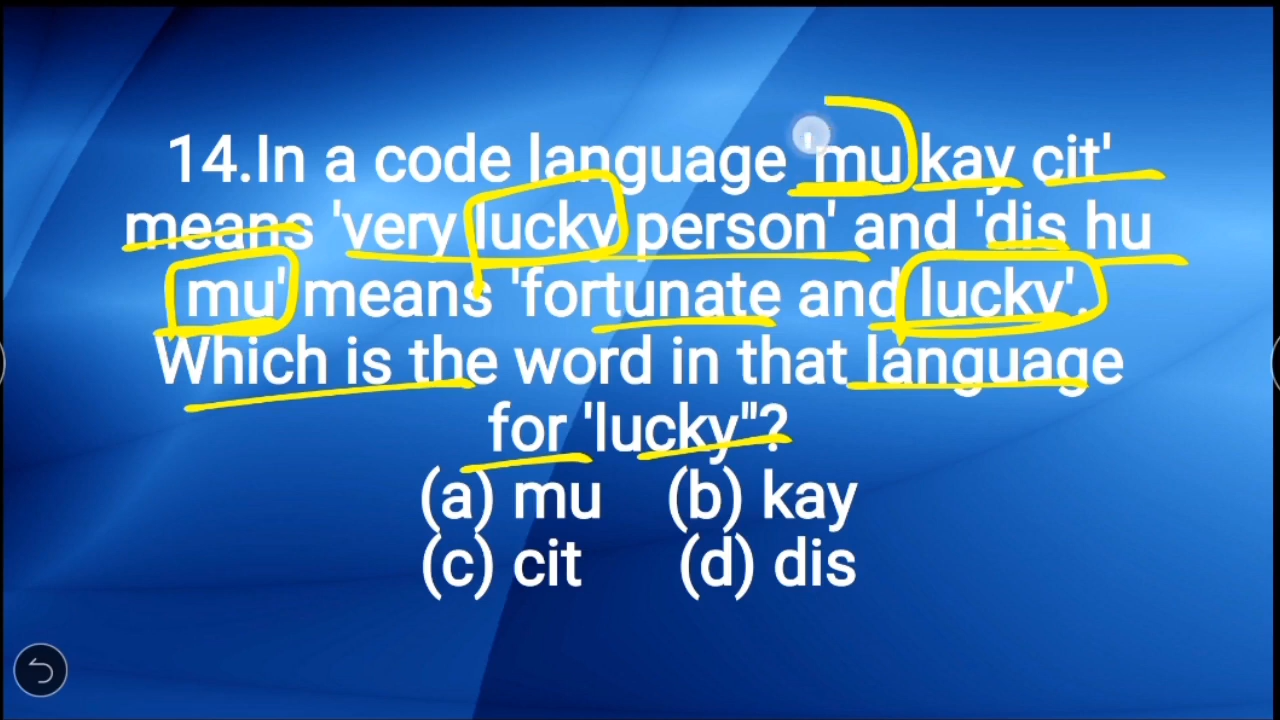 14.In a code language 'mu kay cit'
means 'very lucky person' and 'dis hu
mu' means 'fortunate and lucky'.
Which is the word in that language
for 'lucky"?
(a) mu (b) kay
(c) cit (d) dis